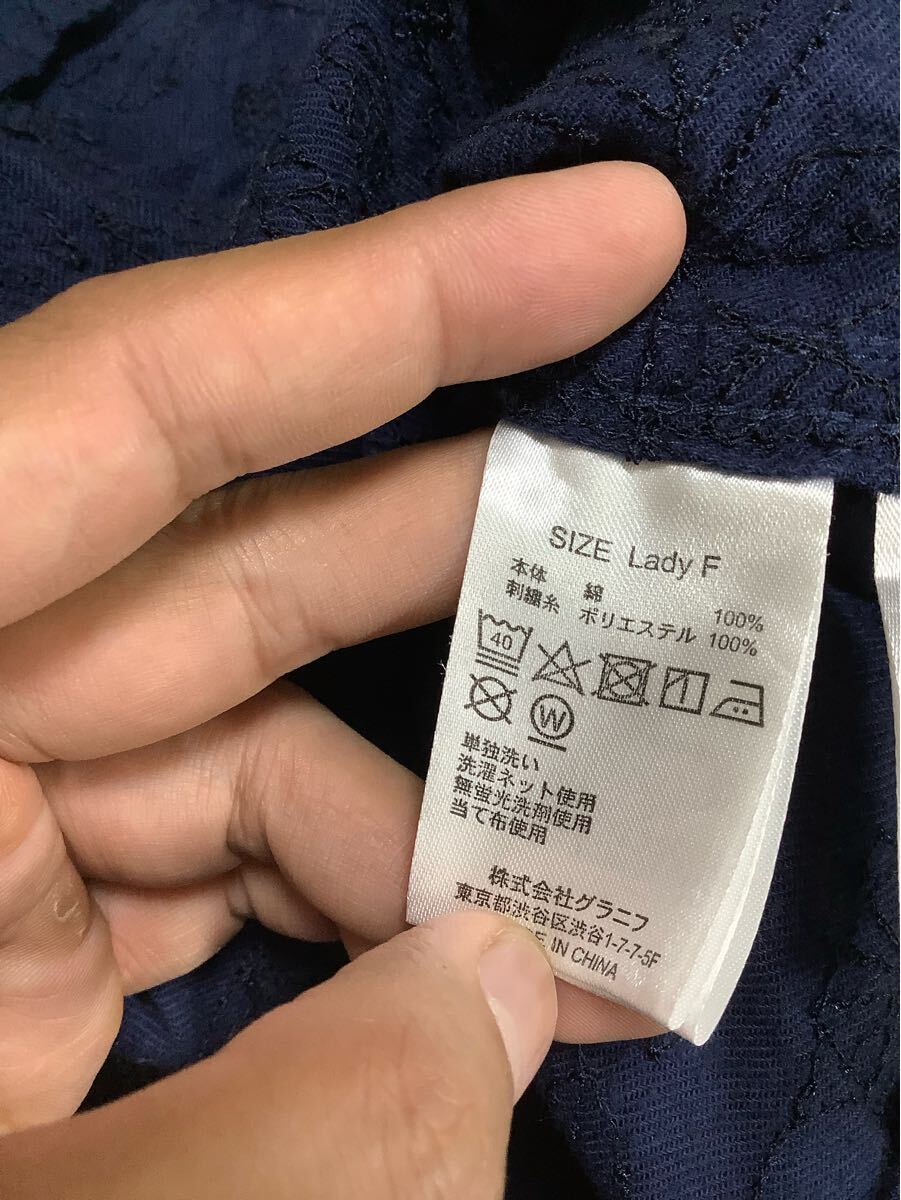 SIZE Lady F
本体 綿 100%
刺繍糸 ポリエステル 100%
40
W
単独洗い
洗濯ネット使用
無蛍光洗剤使用
当て布使用
株式会社グラニフ
東京都渋谷区渋谷1-7-7-5F
IN CHINA